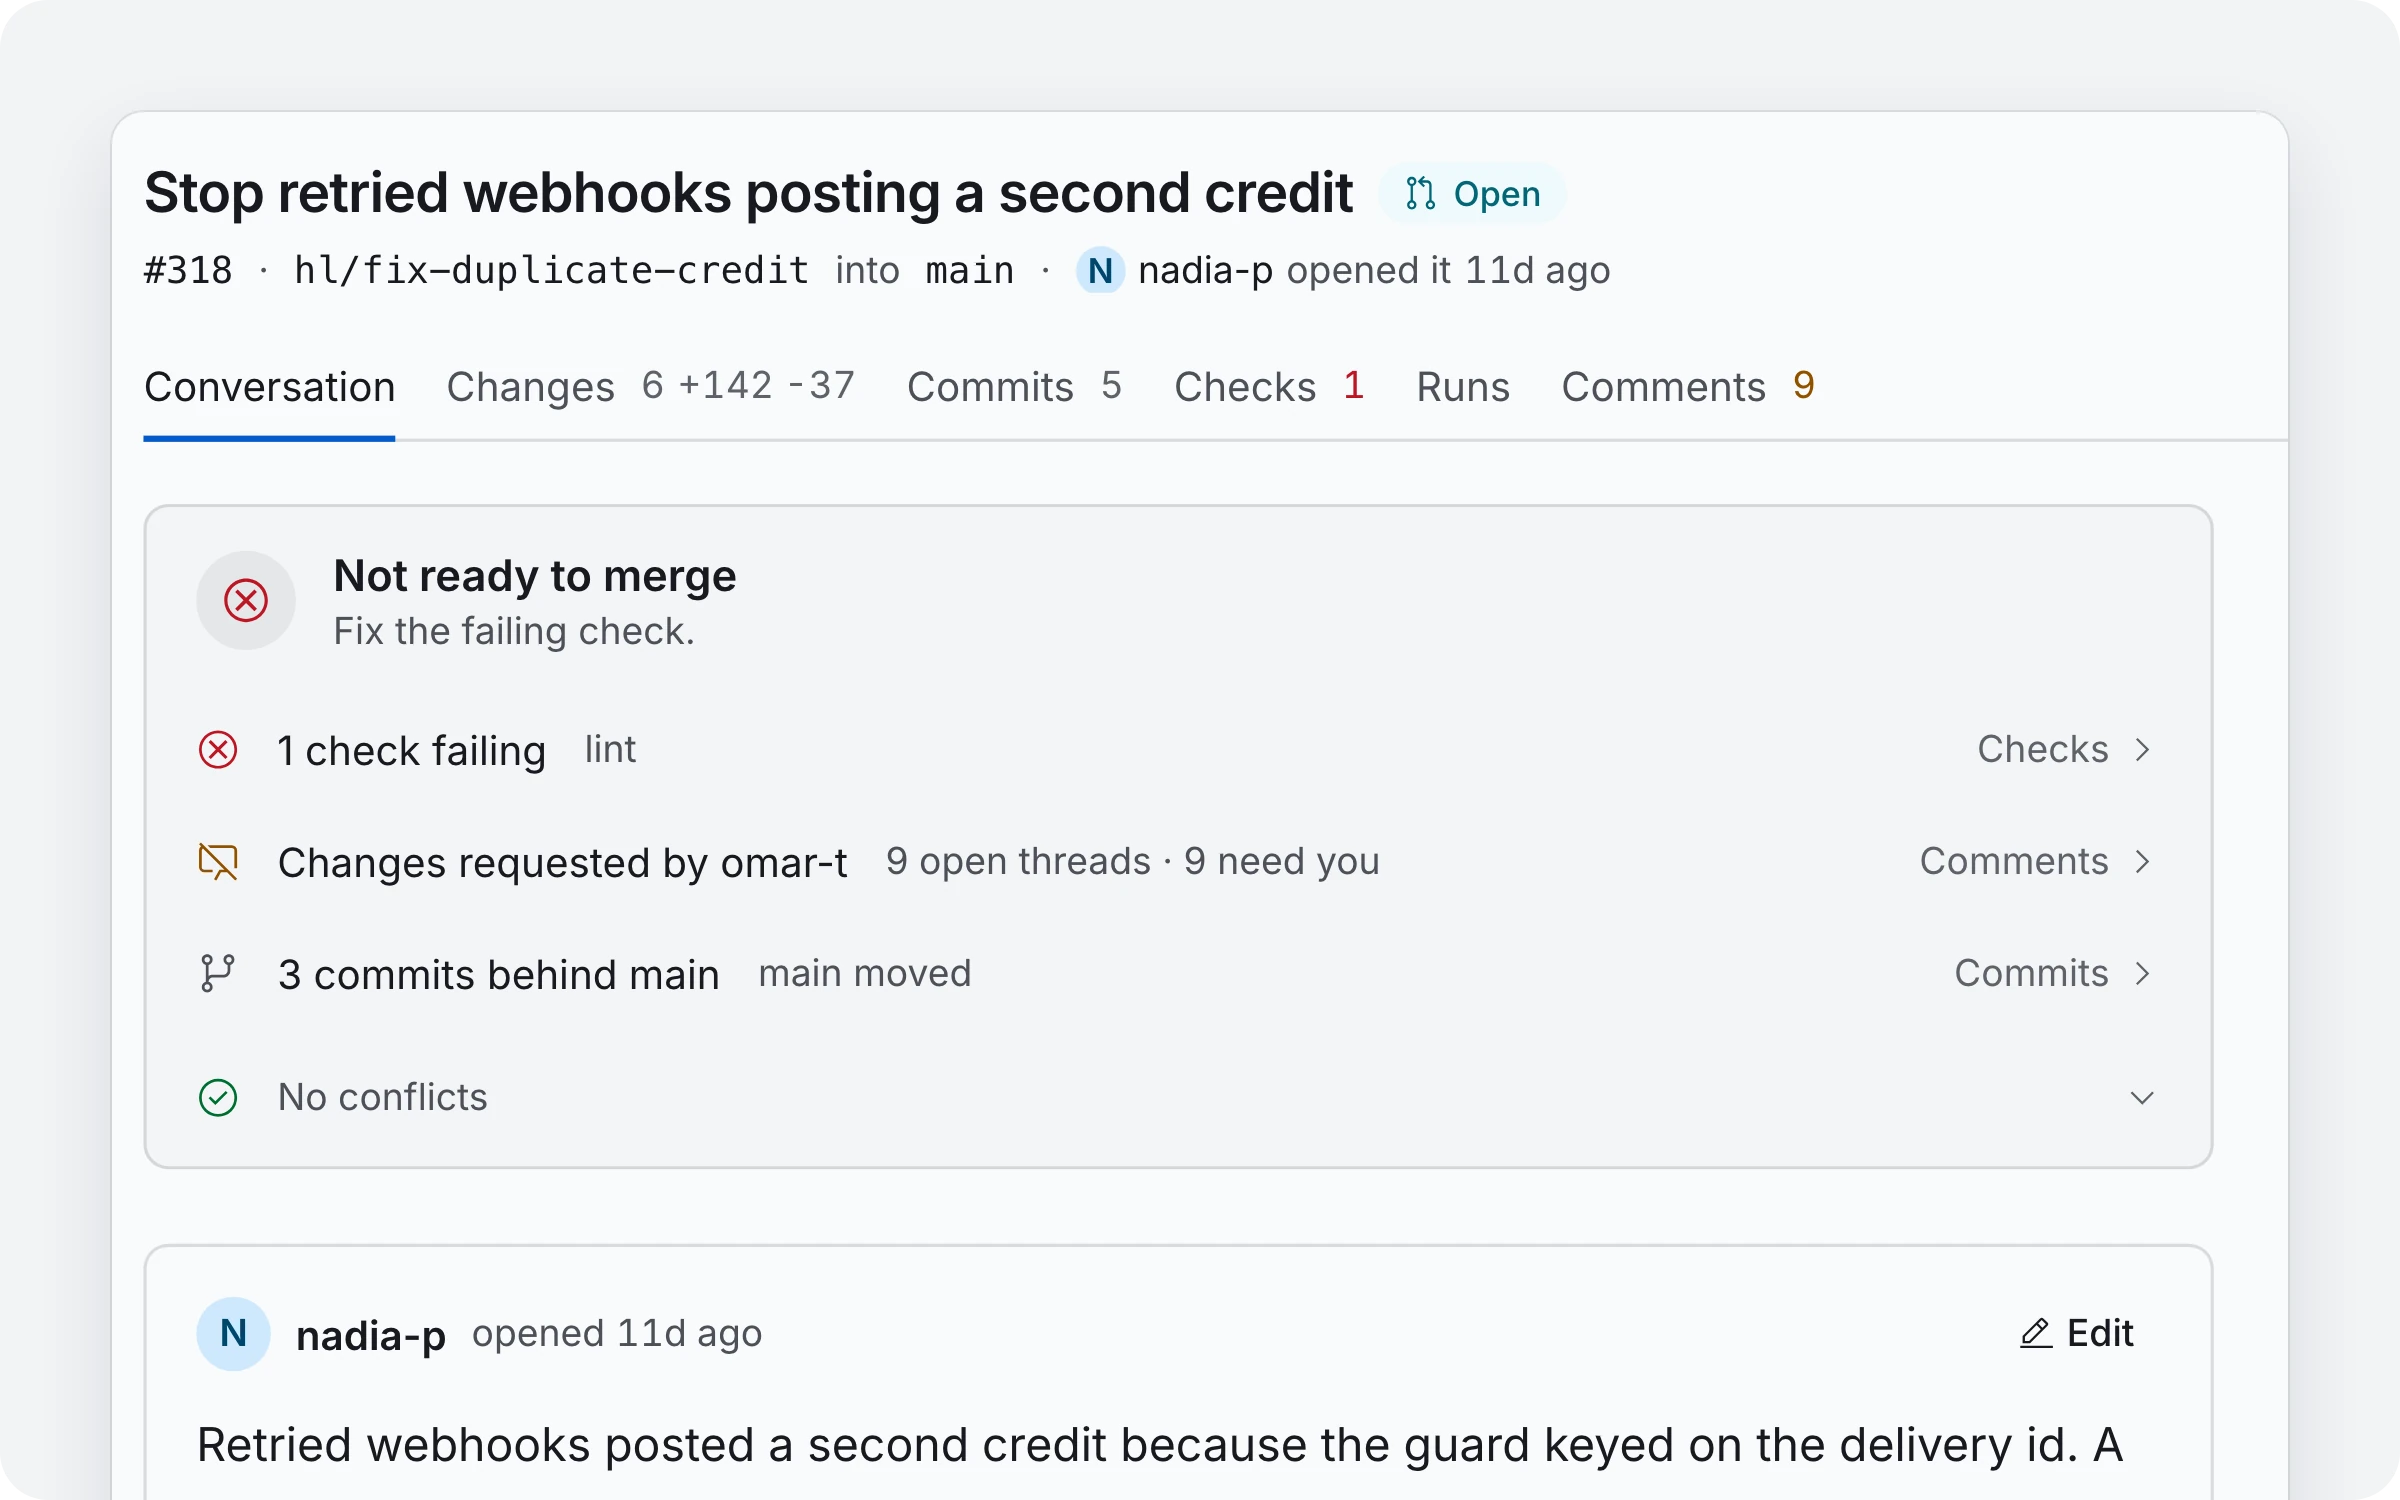 Stop retried webhooks posting a second credit Open
#318 · hl/fix-duplicate-credit into main · N nadia-p opened it 11d ago
Conversation Changes 6 +142 -37 Commits 5 Checks 1 Runs Comments 9
Not ready to merge
Fix the failing check.
1 check failing lint Checks
Changes requested by omar-t 9 open threads · 9 need you Comments
3 commits behind main main moved Commits
No conflicts
N nadia-p opened 11d ago Edit
Retried webhooks posted a second credit because the guard keyed on the delivery id. A